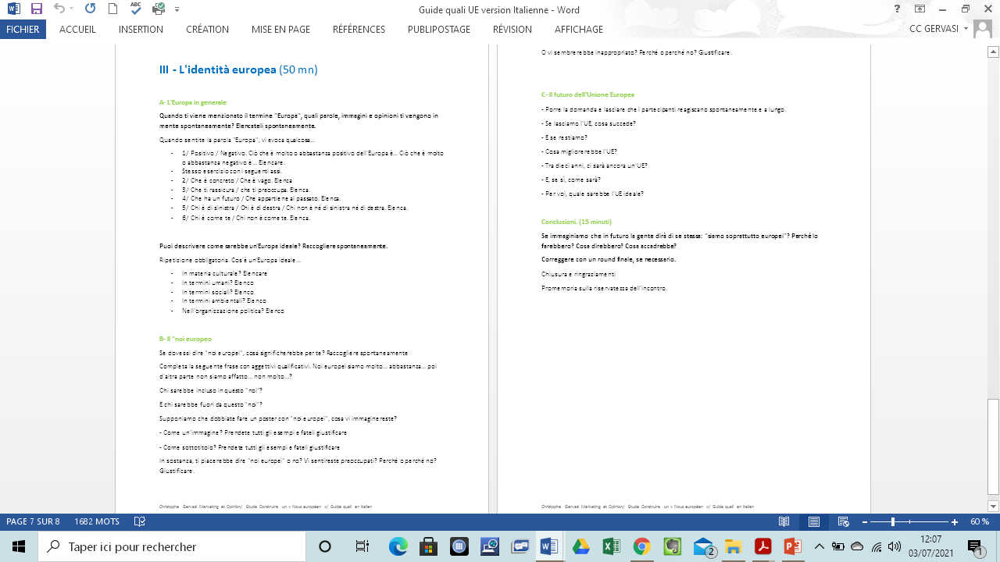 Guide quali UE version Italienne - Word
FICHIER ACCUEIL INSERTION CRÉATION MISE EN PAGE RÉFÉRENCES PUBLIPOSTAGE RÉVISION AFFICHAGE CC GERVASI
III - L'identità europea (50 mn)
A- L'Europa in generale
Quando ti viene menzionato il termine "Europa", quali parole, immagini e opinioni ti vengono in
mente spontaneamente? Elencateli spontaneamente.
Quando sentite la parola "Europa", vi evoca qualcosa...
- 1/ Positivo / Negativo. Ciò che è molto o abbastanza positivo dell'Europa è... Ciò che è molto
o abbastanza negativo è... Elencare.
- Stesso esercizio con i seguenti assi.
- 2/ Che è concreto / Che è vago. Elenca
- 3/ Che ti rassicura / che ti preoccupa. Elenca.
- 4/ Che ha un futuro / Che appartiene al passato. Elenca.
- 5/ Chi è di sinistra / Chi è di destra / Chi non è né di sinistra né di destra. Elenca.
- 6/ Chi è come te / Chi non è come te. Elenca.
Puoi descrivere come sarebbe un'Europa ideale? Raccogliere spontaneamente.
Ripetizione obbligatoria. Cos'è un'Europa ideale...
- In materia culturale? Elencare
- In termini umani? Elenco
- In termini sociali? Elenco
- In termini ambientali? Elenco
- Nell'organizzazione politica? Elenco
B- Il "noi europeo
Se dovessi dire "noi europei", cosa significherebbe per te? Raccogliere spontaneamente
Completa la seguente frase con aggettivi qualificativi. Noi europei siamo molto... abbastanza... poi
d'altra parte non siamo affatto... non molto...?
Chi sarebbe incluso in questo "noi"?
E chi sarebbe fuori da questo "noi"?
Supponiamo che dobbiate fare un poster con "noi europei", cosa vi immaginereste?
- Come un'immagine? Prendete tutti gli esempi e fateli giustificare
- Come sottotitolo? Prendete tutti gli esempi e fateli giustificare
In sostanza, ti piacerebbe dire "noi europei" o no? Vi sentireste preoccupati? Perché o perché no?
Giustificare.
Christophe Gervasi Marketing et Opinion/ Etude Construire un « Nous européen »/ Guide quali en Italien
O vi sembrerebbe inappropriato? Perché o perché no? Giustificare.
C- Il futuro dell'Unione Europea
- Porre la domanda e lasciare che i partecipanti reagiscano spontaneamente e a lungo.
- Se lasciamo l'UE, cosa succede?
- E se restiamo?
- Cosa migliorerebbe l'UE?
- Tra dieci anni, ci sarà ancora un'UE?
- E, se sì, come sarà?
- Per voi, quale sarebbe l'UE ideale?
Conclusioni. (15 minuti)
Se immaginiamo che in futuro la gente dirà di se stessa: "siamo soprattutto europei"? Perché lo
farebbero? Cosa direbbero? Cosa accadrebbe?
Correggere con un round finale, se necessario.
Chiusura e ringraziamenti
Promemoria sulla riservatezza dell'incontro.
Christophe Gervasi Marketing et Opinion/ Etude Construire un « Nous européen »/ Guide quali en Italien
PAGE 7 SUR 8 1682 MOTS 60 %
Taper ici pour rechercher
12:07
03/07/2021